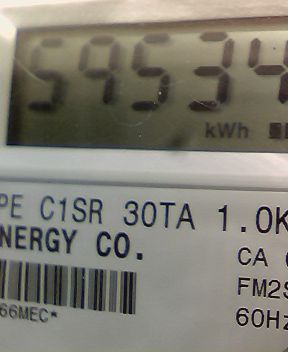 59534
kWh
PE C1SR 30TA 1.0K
NERGY CO.
CA
FM2S
66MEC*
60Hz